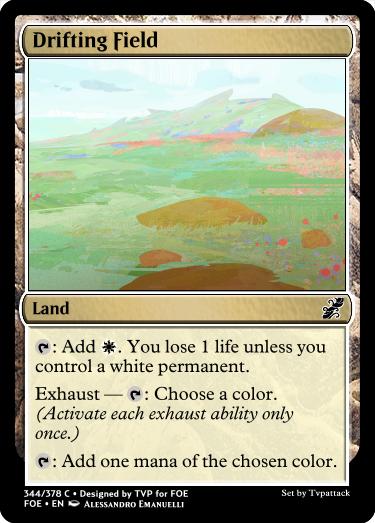 Drifting Field
Land
: Add . You lose 1 life unless you
control a white permanent.
Exhaust — : Choose a color.
(Activate each exhaust ability only
once.)
: Add one mana of the chosen color.
344/378 C • Designed by TVP for FOE
FOE • EN Alessandro Emanuelli
Set by Tvpattack